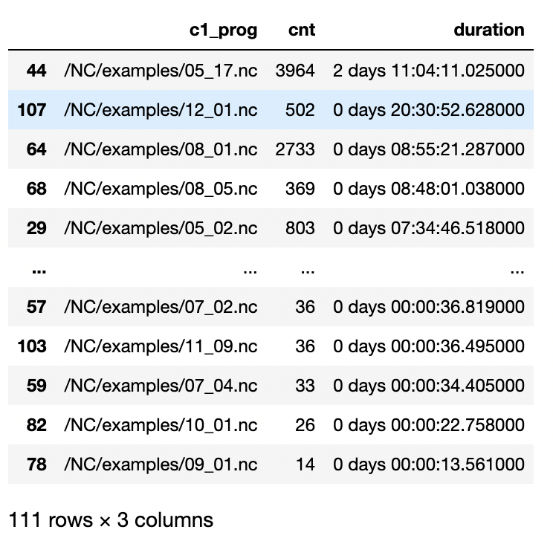 c1_prog cnt duration
44 /NC/examples/05_17.nc 3964 2 days 11:04:11.025000
107 /NC/examples/12_01.nc 502 0 days 20:30:52.628000
64 /NC/examples/08_01.nc 2733 0 days 08:55:21.287000
68 /NC/examples/08_05.nc 369 0 days 08:48:01.038000
29 /NC/examples/05_02.nc 803 0 days 07:34:46.518000
... ... ... ...
57 /NC/examples/07_02.nc 36 0 days 00:00:36.819000
103 /NC/examples/11_09.nc 36 0 days 00:00:36.495000
59 /NC/examples/07_04.nc 33 0 days 00:00:34.405000
82 /NC/examples/10_01.nc 26 0 days 00:00:22.758000
78 /NC/examples/09_01.nc 14 0 days 00:00:13.561000
111 rows × 3 columns